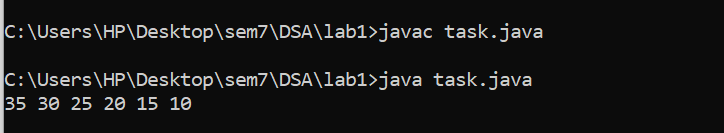 C:\Users\HP\Desktop\sem7\DSA\lab1>javac task.java
C:\Users\HP\Desktop\sem7\DSA\lab1>java task.java
35 30 25 20 15 10